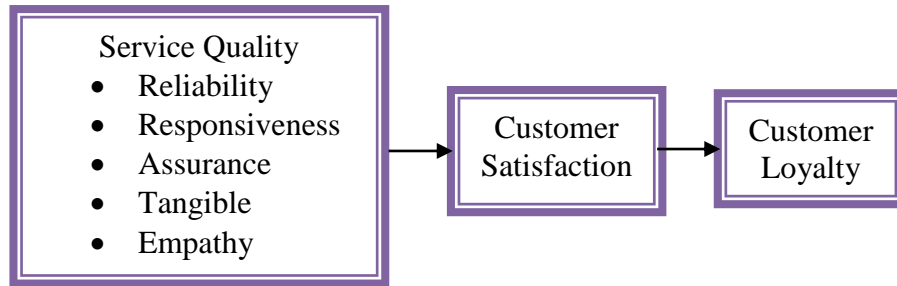 Service Quality
• Reliability
• Responsiveness
• Assurance
• Tangible
• Empathy
Customer
Satisfaction
Customer
Loyalty